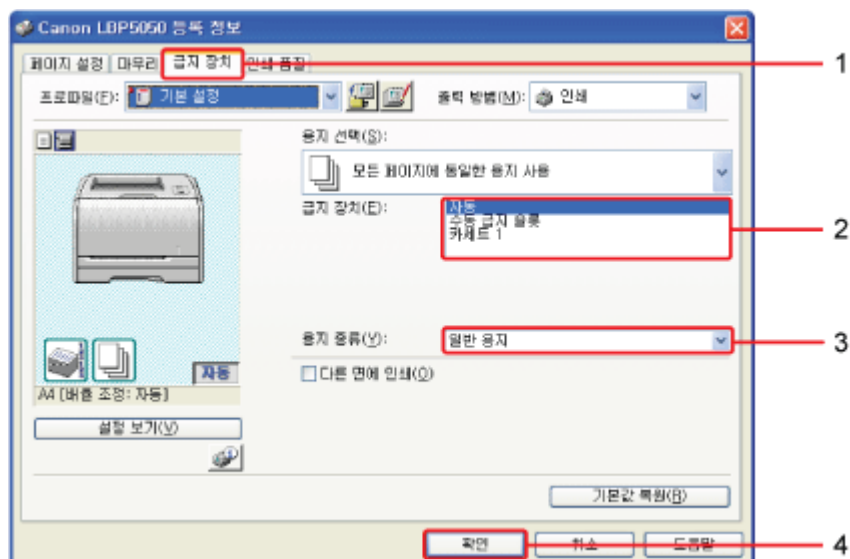 Canon LBP5050 등록 정보
페이지 설정 마무리 급지 장치 인쇄 품질 1
프로파일(F): 기본 설정 출력 방법(M): 인쇄
용지 선택(S):
모든 페이지에 동일한 용지 사용
급지 장치(E): 자동
수동 급지 슬롯 2
카세트 1
용지 종류(Y): 일반 용지 3
자동 다른 면에 인쇄(O)
A4 [배율 조정: 자동]
설정 보기(V)
기본값 복원(R)
확인 취소 도움말 4